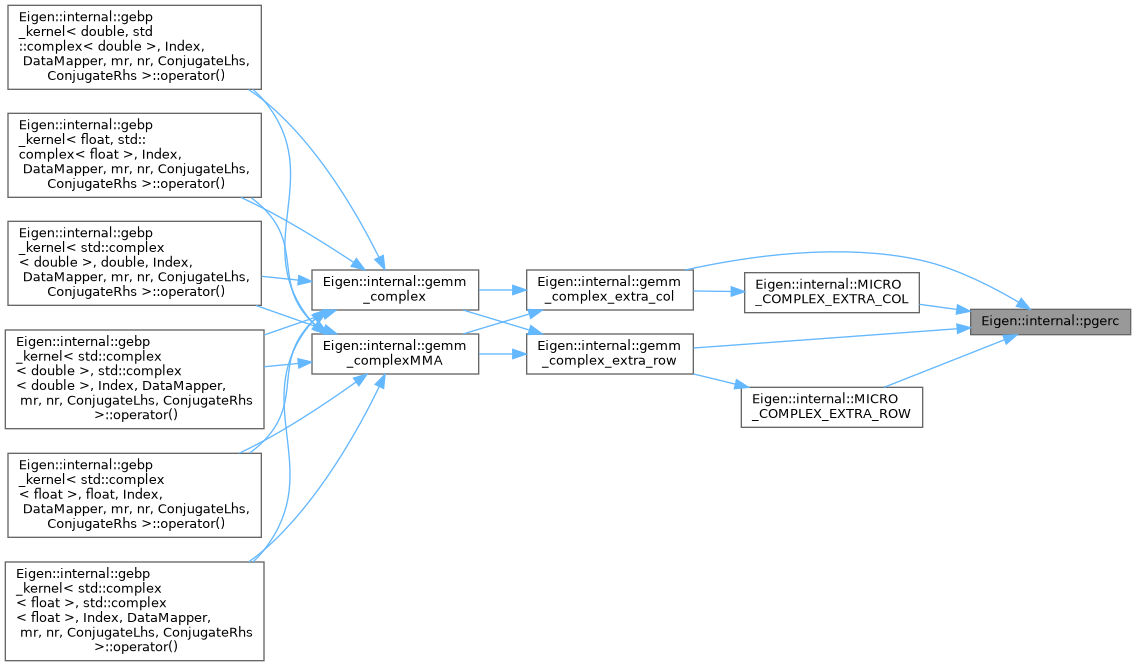 Eigen::internal::gebp
_kernel< double, std
::complex< double >, Index,
DataMapper, mr, nr, ConjugateLhs,
ConjugateRhs >::operator()
Eigen::internal::gebp
_kernel< float, std::
complex< float >, Index,
DataMapper, mr, nr, ConjugateLhs,
ConjugateRhs >::operator()
Eigen::internal::gebp
_kernel< std::complex
< double >, double, Index,
DataMapper, mr, nr, ConjugateLhs,
ConjugateRhs >::operator()
Eigen::internal::gebp
_kernel< std::complex
< double >, std::complex
< double >, Index, DataMapper,
mr, nr, ConjugateLhs, ConjugateRhs
>::operator()
Eigen::internal::gebp
_kernel< std::complex
< float >, float, Index,
DataMapper, mr, nr, ConjugateLhs,
ConjugateRhs >::operator()
Eigen::internal::gebp
_kernel< std::complex
< float >, std::complex
< float >, Index, DataMapper,
mr, nr, ConjugateLhs, ConjugateRhs
>::operator()
Eigen::internal::gemm
_complex
Eigen::internal::gemm
_complexMMA
Eigen::internal::gemm
_complex_extra_col
Eigen::internal::gemm
_complex_extra_row
Eigen::internal::MICRO
_COMPLEX_EXTRA_COL
Eigen::internal::MICRO
_COMPLEX_EXTRA_ROW
Eigen::internal::pgerc